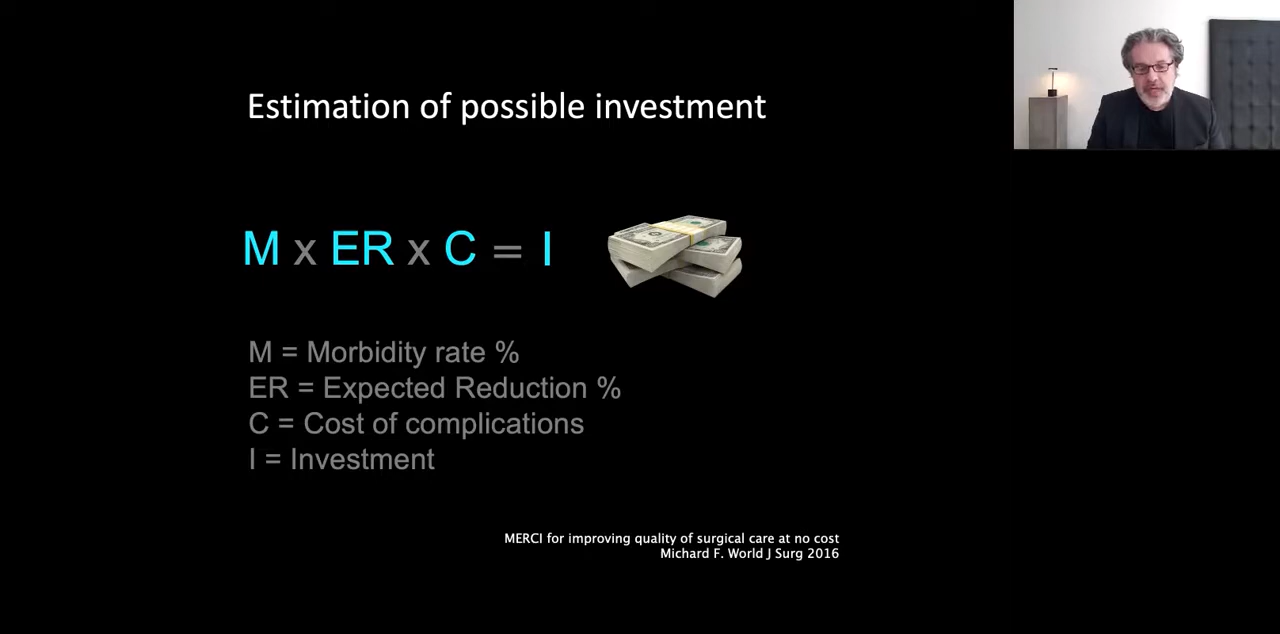 Estimation of possible investment
M x ER x C = I
M = Morbidity rate %
ER = Expected Reduction %
C = Cost of complications
I = Investment
MERCI for improving quality of surgical care at no cost
Michard F. World J Surg 2016